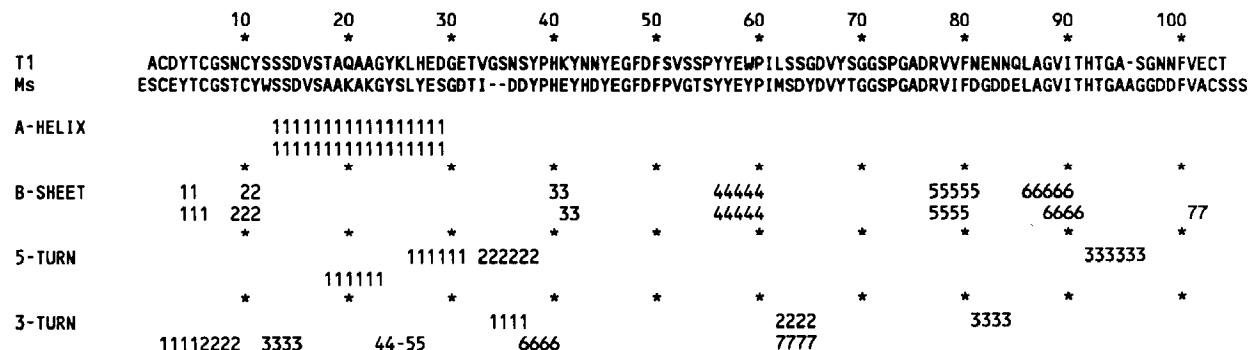 10 20 30 40 50 60 70 80 90 100
* * * * * * * * * *
T1 ACDYTCGSNCYSSSDVSTAQAAGYKLHEDGETVGSNSYPHKYNNYEGFDFSVSSPYYEWPILSSGDVYSGGSPGADRVVFNENNQLAGVITHTGA-SGNNFVECT
Ms ESCEYTCGSTCYWSSDVSAAKAKGYSLYESGDTI--DDYPHEYHDYEGFDFPVGTSYYEYPIMSDYDVYTGGSPGADRVIFDGDDELAGVITHTGAAGGDDFVACSSS
A-HELIX 11111111111111111
11111111111111111
* * * * * * * * * *
B-SHEET 11 22 33 44444 55555 66666
111 222 33 44444 5555 6666 77
* * * * * * * * * *
5-TURN 111111 222222 333333
111111
* * * * * * * * * *
3-TURN 1111 2222 3333
11112222 3333 44-55 6666 7777